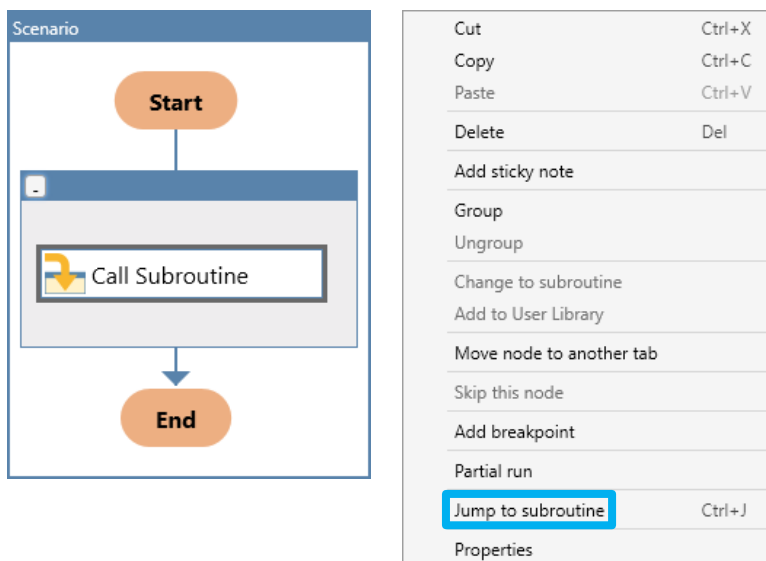 Scenario
Start
-
Call Subroutine
End
Cut Ctrl+X
Copy Ctrl+C
Paste Ctrl+V
Delete Del
Add sticky note
Group
Ungroup
Change to subroutine
Add to User Library
Move node to another tab
Skip this node
Add breakpoint
Partial run
Jump to subroutine Ctrl+J
Properties